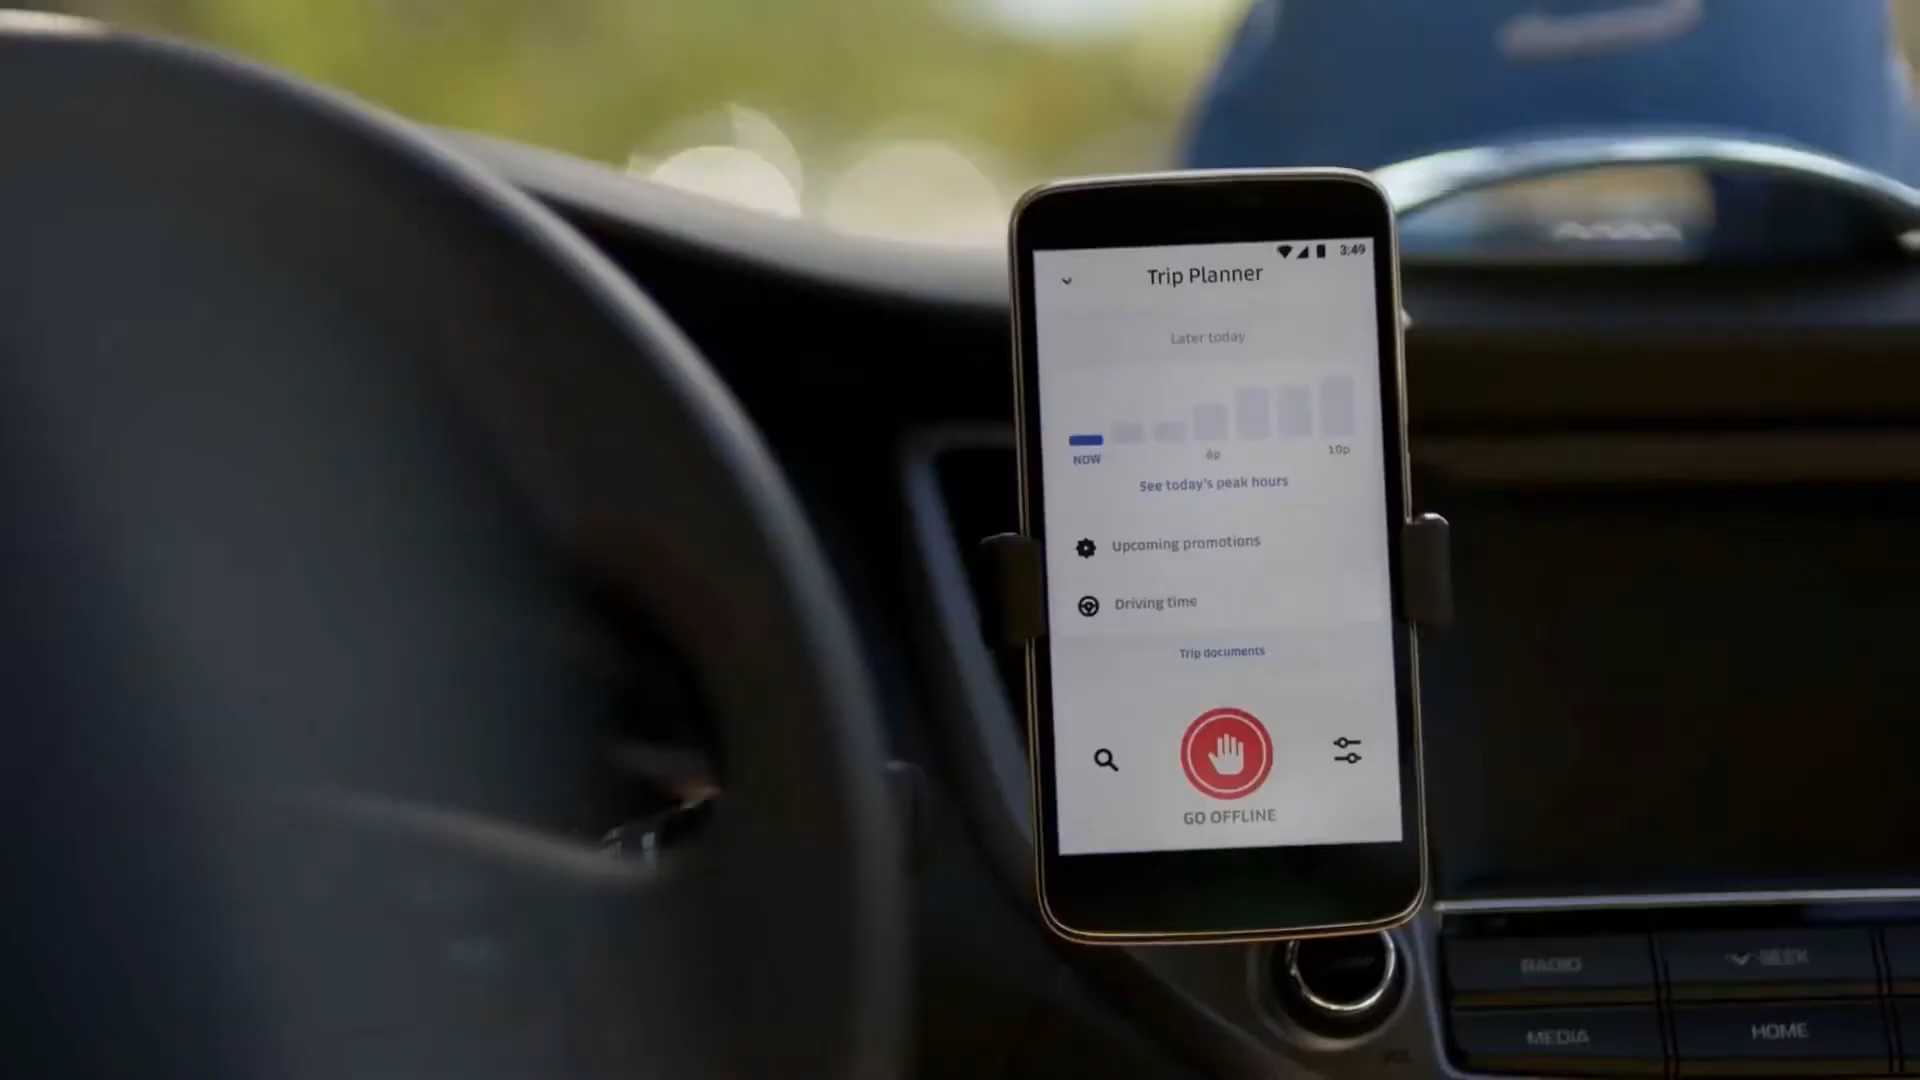 3:49
Trip Planner
Later today
NOW
6p
10p
See today's peak hours
Upcoming promotions
Driving time
Trip documents
GO OFFLINE
RADIO
SEEK
MEDIA
HOME